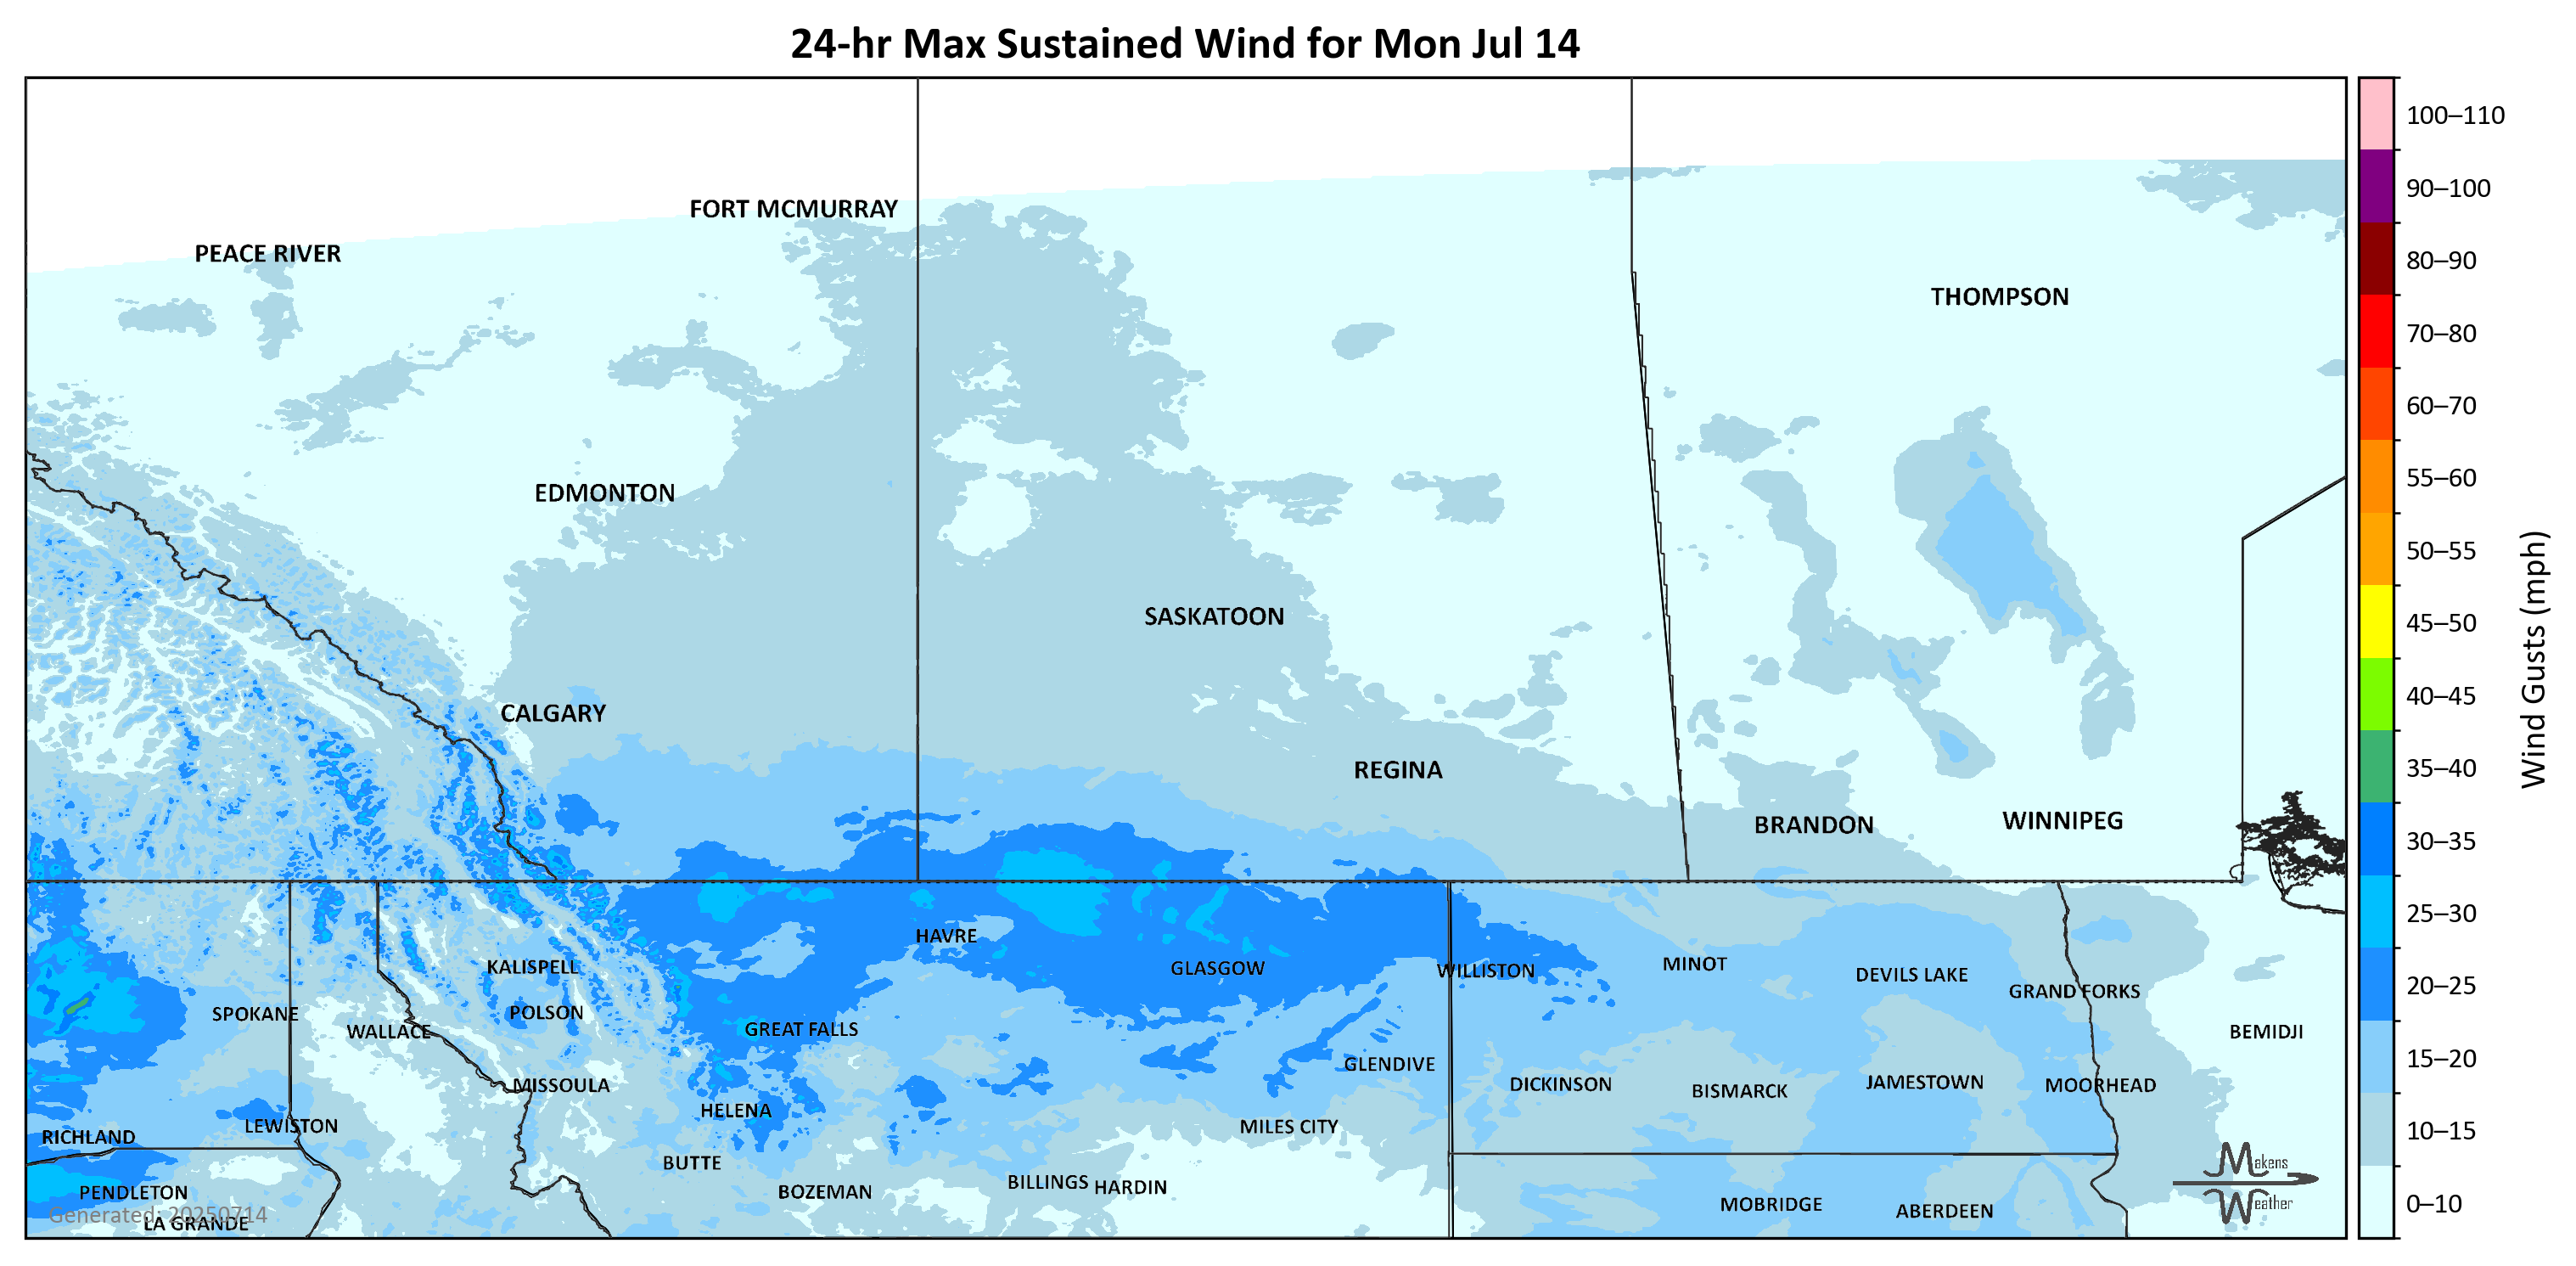 24-hr Max Sustained Wind for Mon Jul 14
100–110
FORT MCMURRAY
90–100
PEACE RIVER
80–90
THOMPSON
70–80
60–70
EDMONTON
55–60
50–55
SASKATOON
45–50
Wind Gusts (mph)
CALGARY
40–45
REGINA
35–40
BRANDON
WINNIPEG
30–35
25–30
HAVRE
KALISPELL
GLASGOW
WILLISTON
MINOT
DEVILS LAKE
20–25
GRAND FORKS
SPOKANE
POLSON
WALLACE
GREAT FALLS
BEMIDJI
15–20
GLENDIVE
MISSOULA
DICKINSON
BISMARCK
JAMESTOWN
MOORHEAD
HELENA
LEWISTON
MILES CITY
RICHLAND
10–15
BUTTE
Makens
Weather
PENDLETON
BOZEMAN
BILLINGS
HARDIN
MOBRIDGE
ABERDEEN
0–10
Generated: 20250714
LA GRANDE